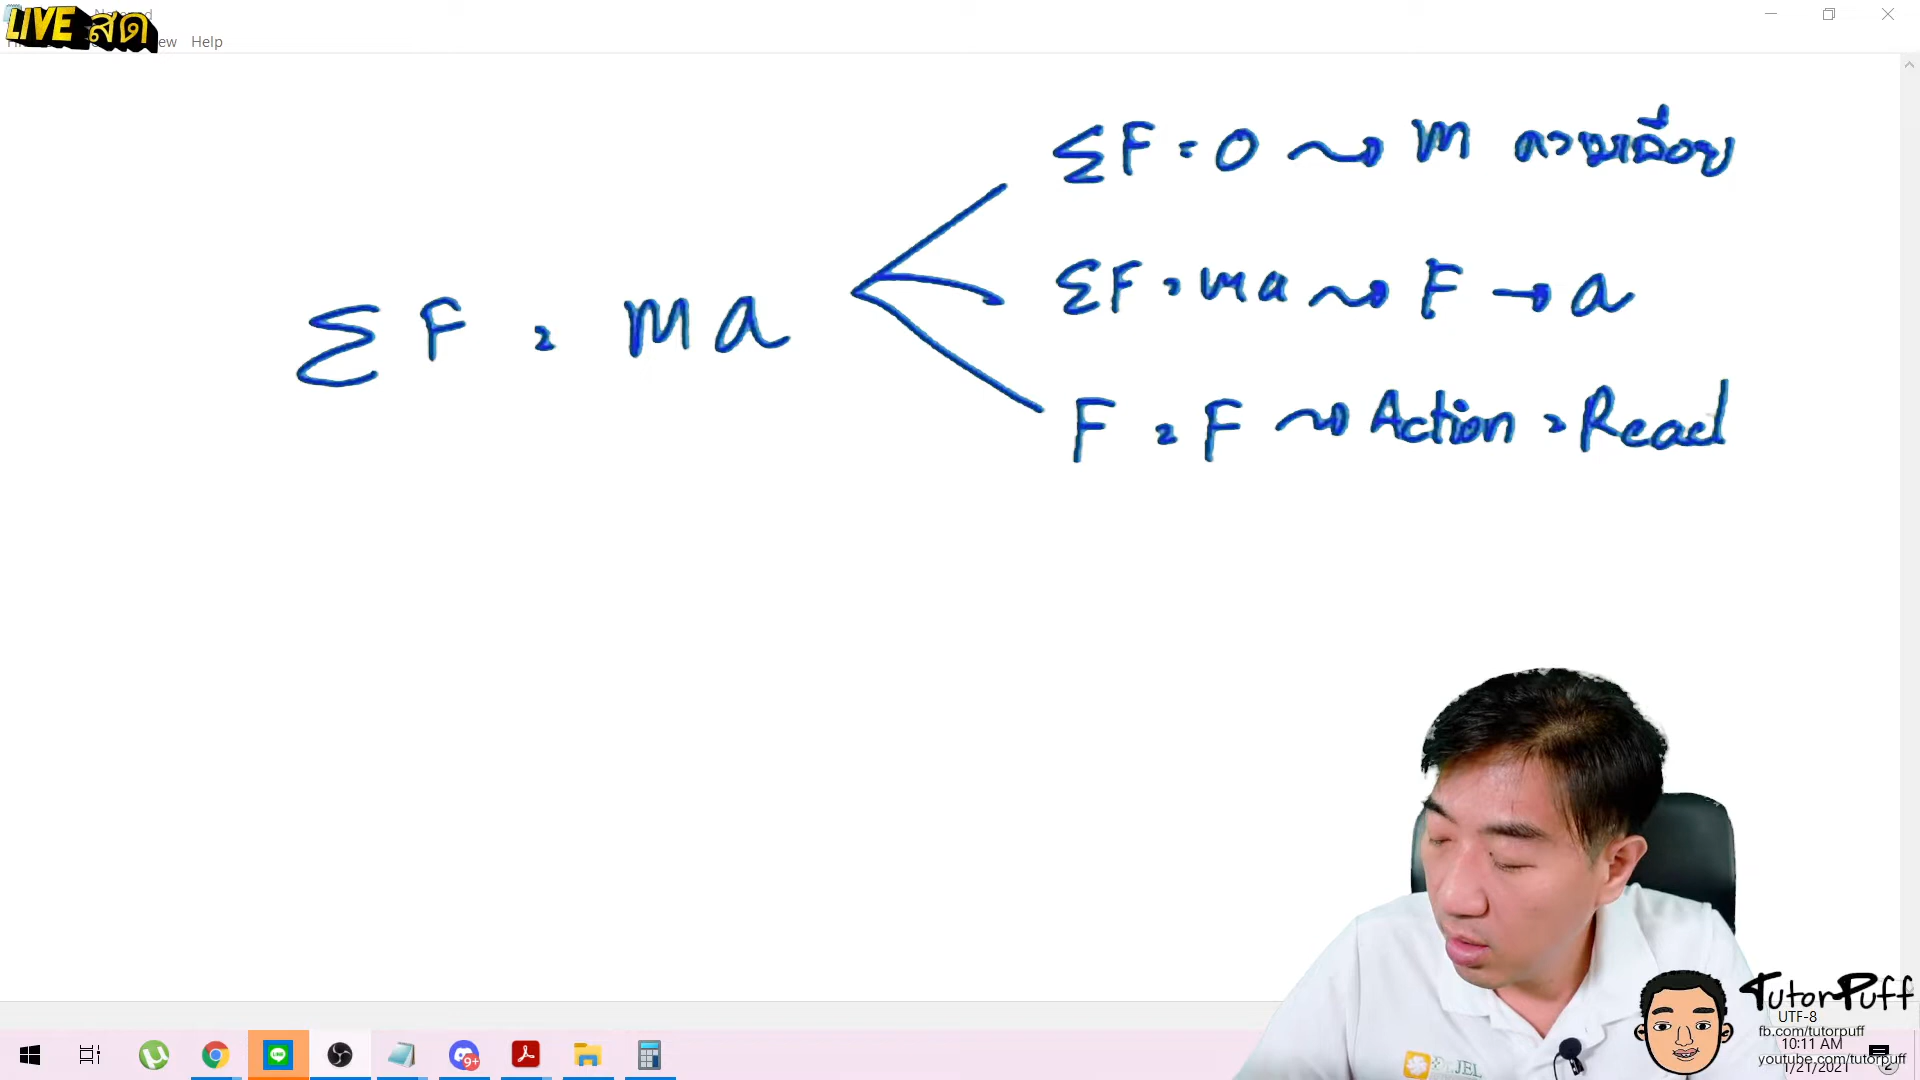 LIVE สด
Help
ΣF = 0 → m ความเฉื่อย
ΣF = ma
ΣF = ma → F → a
F = F → Action = React
TutorPuff
UTF-8
fb.com/tutorpuff
10:11 AM
youtube.com/tutorpuff
1/21/2021
9+